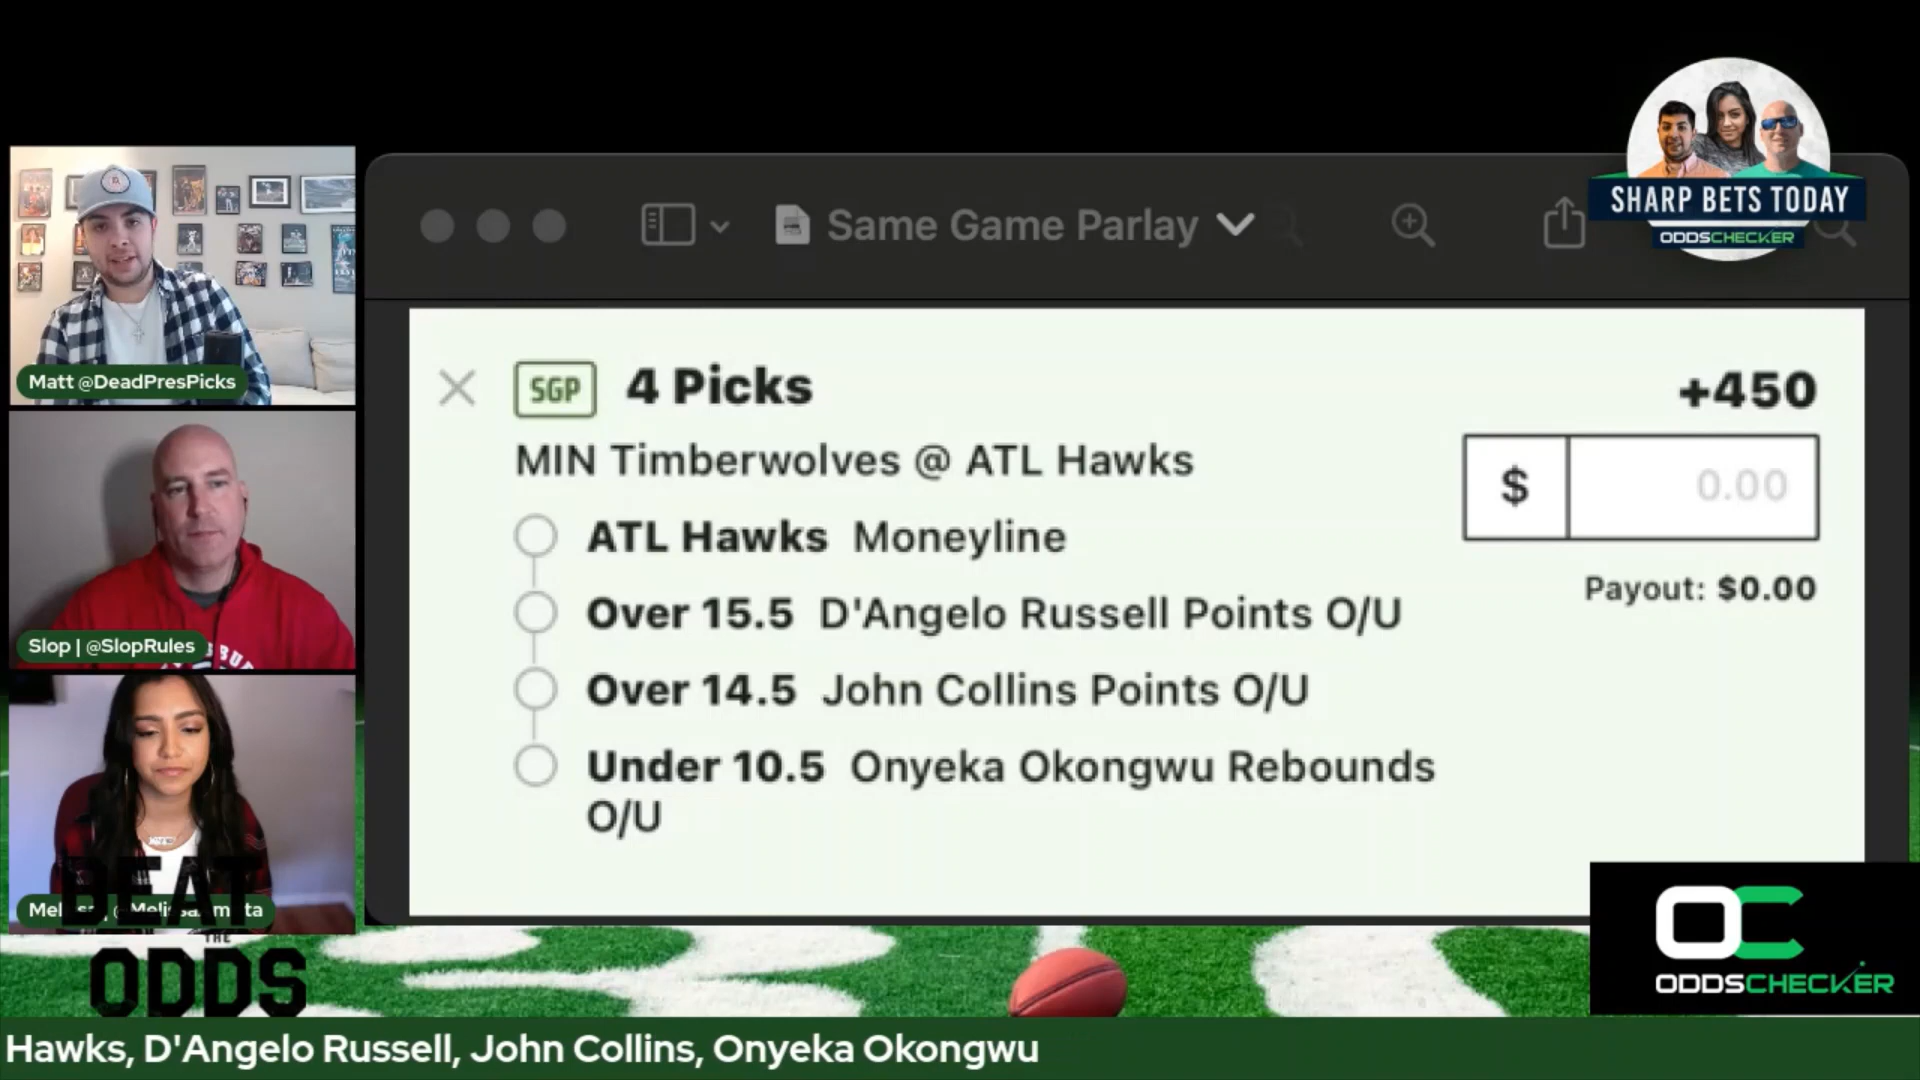 SHARP BETS TODAY
ODDSCHECKER
Same Game Parlay
Matt @DeadPresPicks
Slop | @SlopRules
SGP 4 Picks
+450
MIN Timberwolves @ ATL Hawks
$ 0.00
Payout: $0.00
ATL Hawks Moneyline
Over 15.5 D'Angelo Russell Points O/U
Over 14.5 John Collins Points O/U
Under 10.5 Onyeka Okongwu Rebounds
O/U
BEAT
THE
ODDS
OC
ODDSCHECKER
Hawks, D'Angelo Russell, John Collins, Onyeka Okongwu